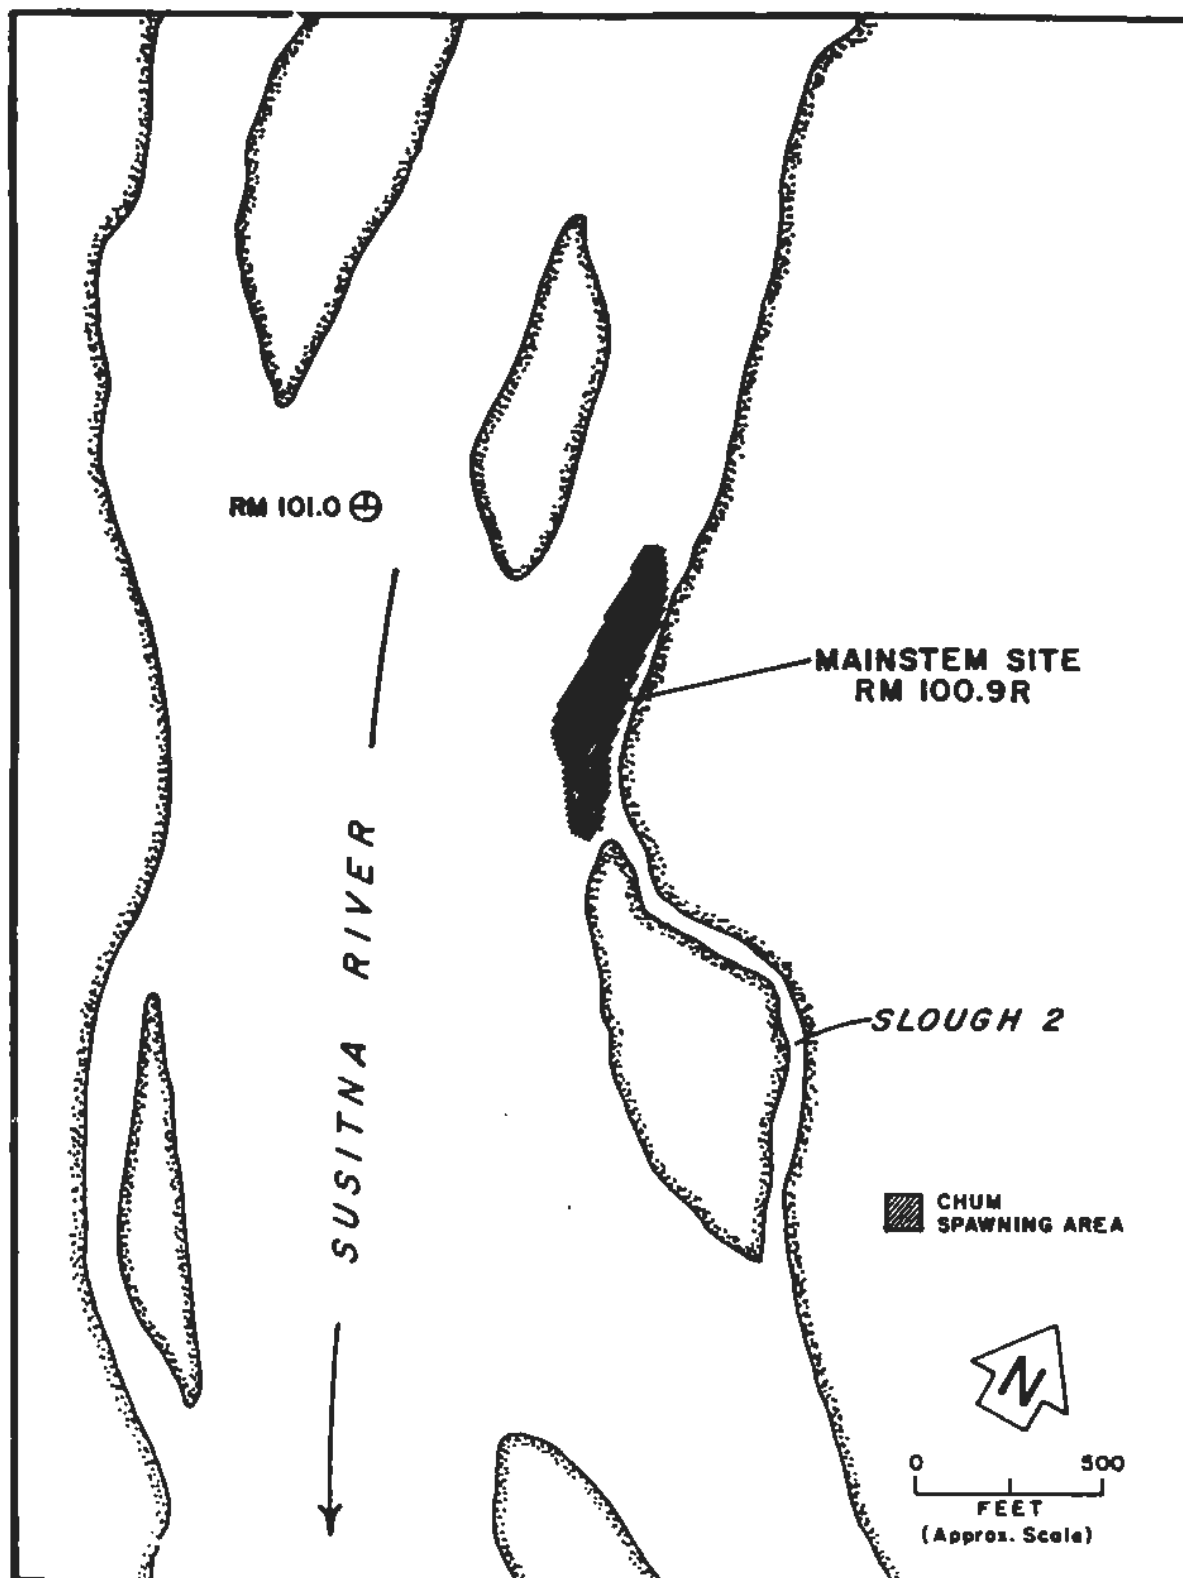 RM 101.0
MAINSTEM SITE
RM 100.9R
SUSITNA RIVER
SLOUGH 2
CHUM
SPAWNING AREA
N
0 500
FEET
(Approx. Scale)